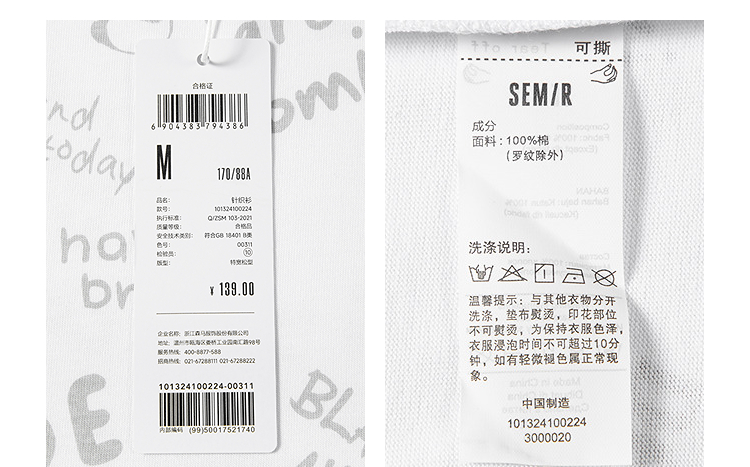 and
today
omi
合格证
6 904383 794386
M
170/88A
品名: 针织衫
款号: 101324100224
执行标准: Q/ZSM 103-2021
质量等级: 合格品
安全技术类别: 符合GB 18401 B类
色号: 00311
检验员: 10
版型: 特宽松型
¥ 139.00
企业名称: 浙江森马服饰股份有限公司
地址: 温州市瓯海区娄桥工业园南汇路98号
服务热线: 400-8877-588
招商热线: 021-67288111 021-67288222
101324100224-00311
内部编码 (99)50017521740
Tear off
可撕
SEM/R
成分
面料: 100%棉
(罗纹除外)
洗涤说明:
温馨提示: 与其他衣物分开
洗涤, 垫布熨烫, 印花部位
不可熨烫, 为保持衣服色泽,
衣服浸泡时间不可超过10分
钟, 如有轻微褪色属正常现
象。
中国制造
101324100224
3000020